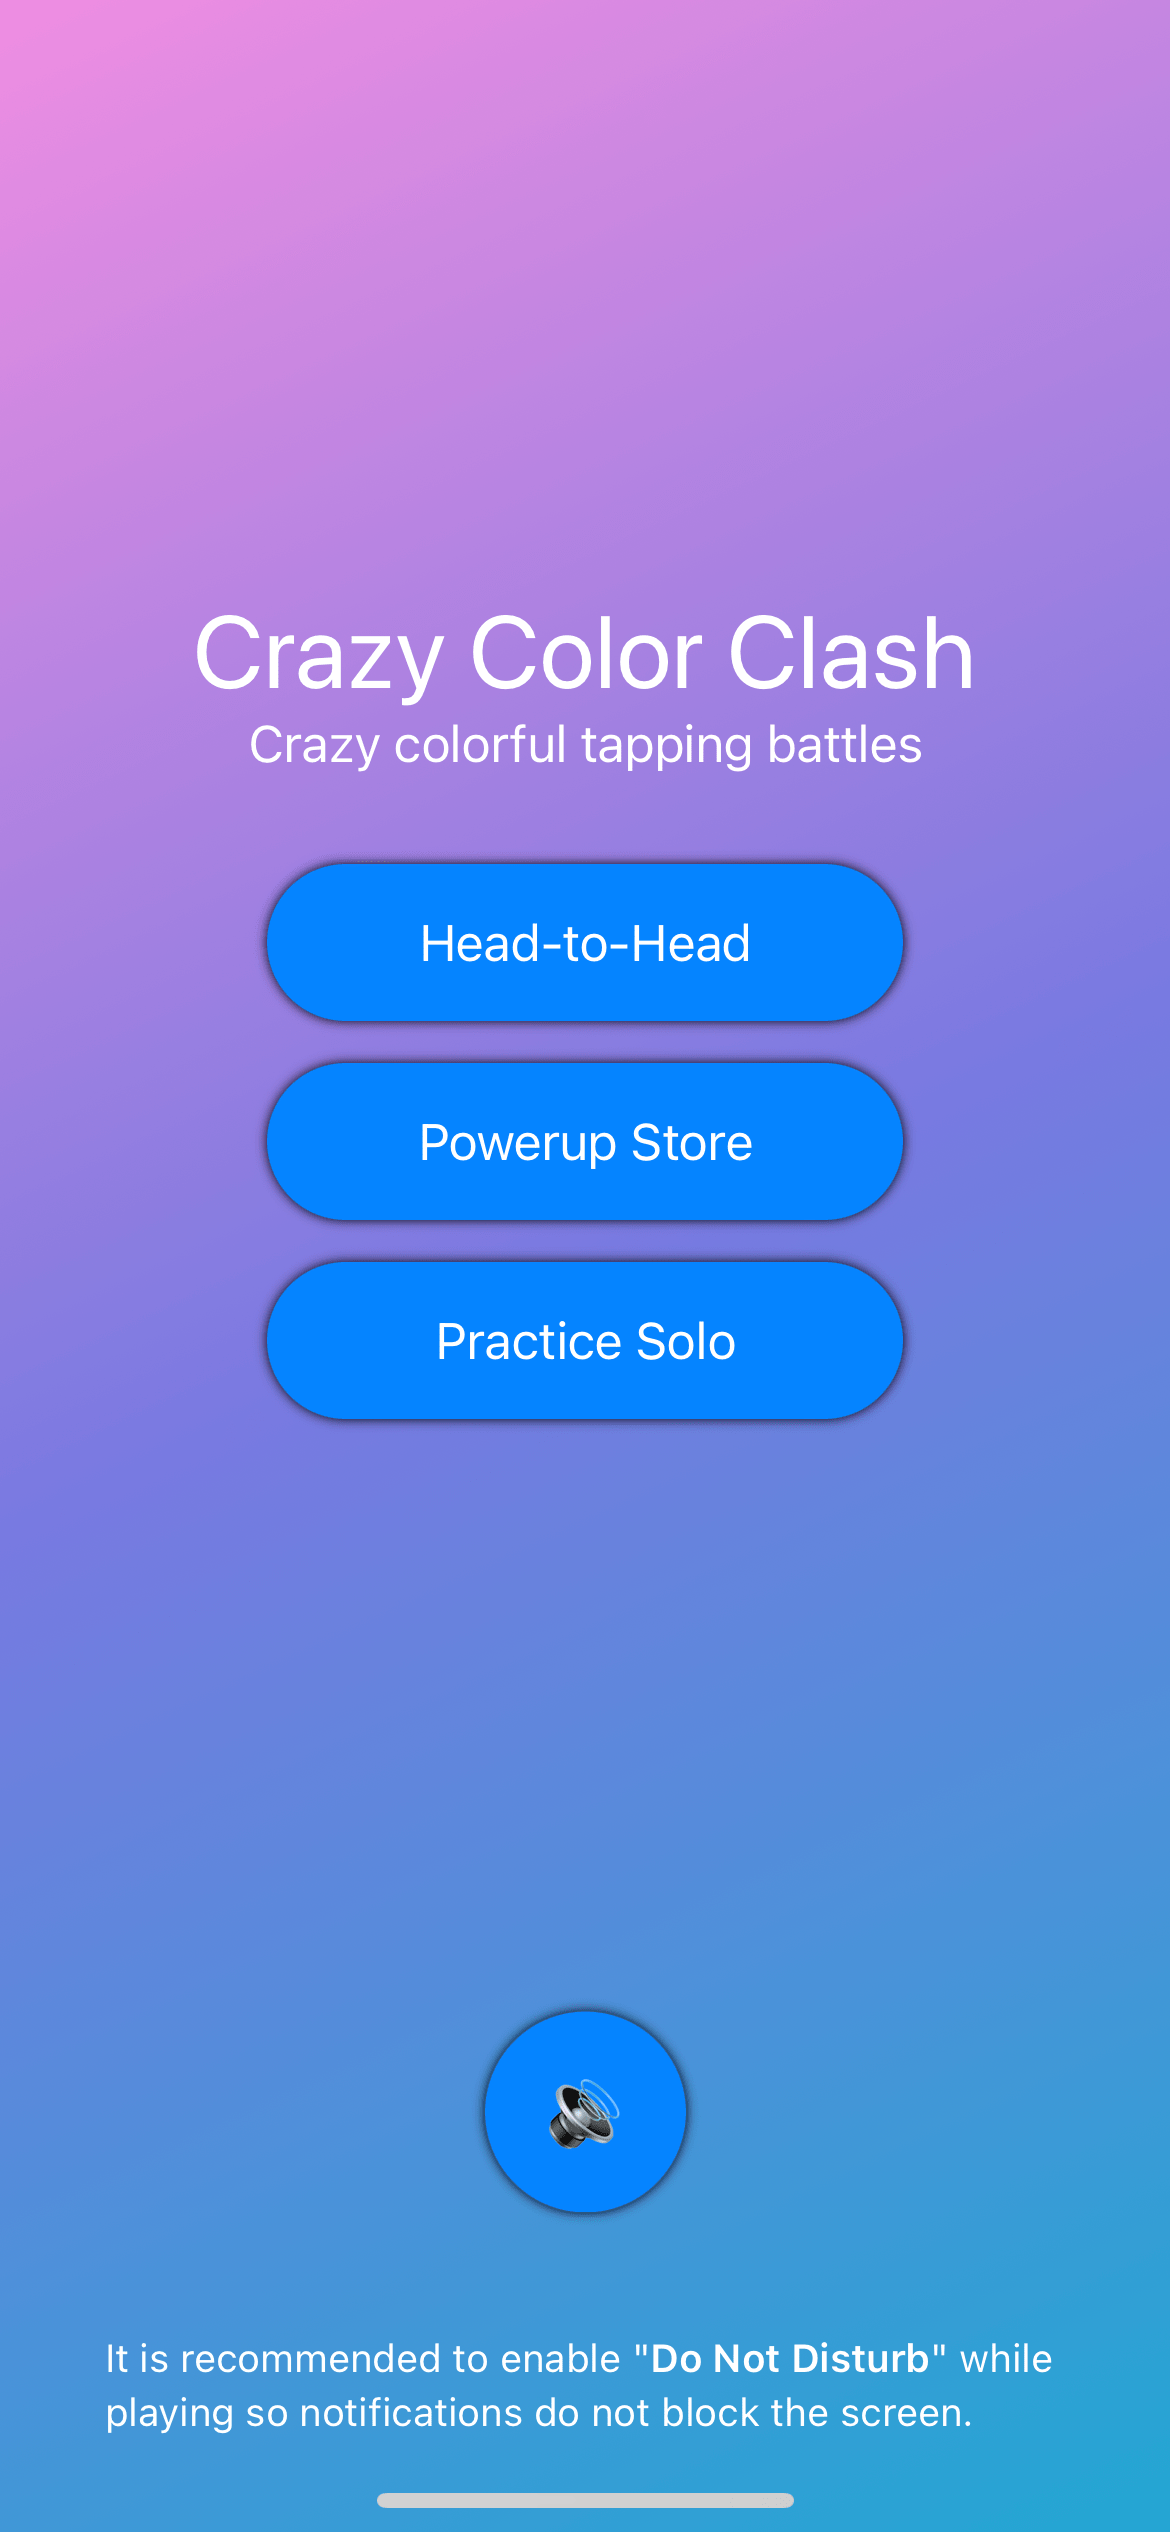 Crazy Color Clash
Crazy colorful tapping battles
Head-to-Head
Powerup Store
Practice Solo
It is recommended to enable "Do Not Disturb" while
playing so notifications do not block the screen.